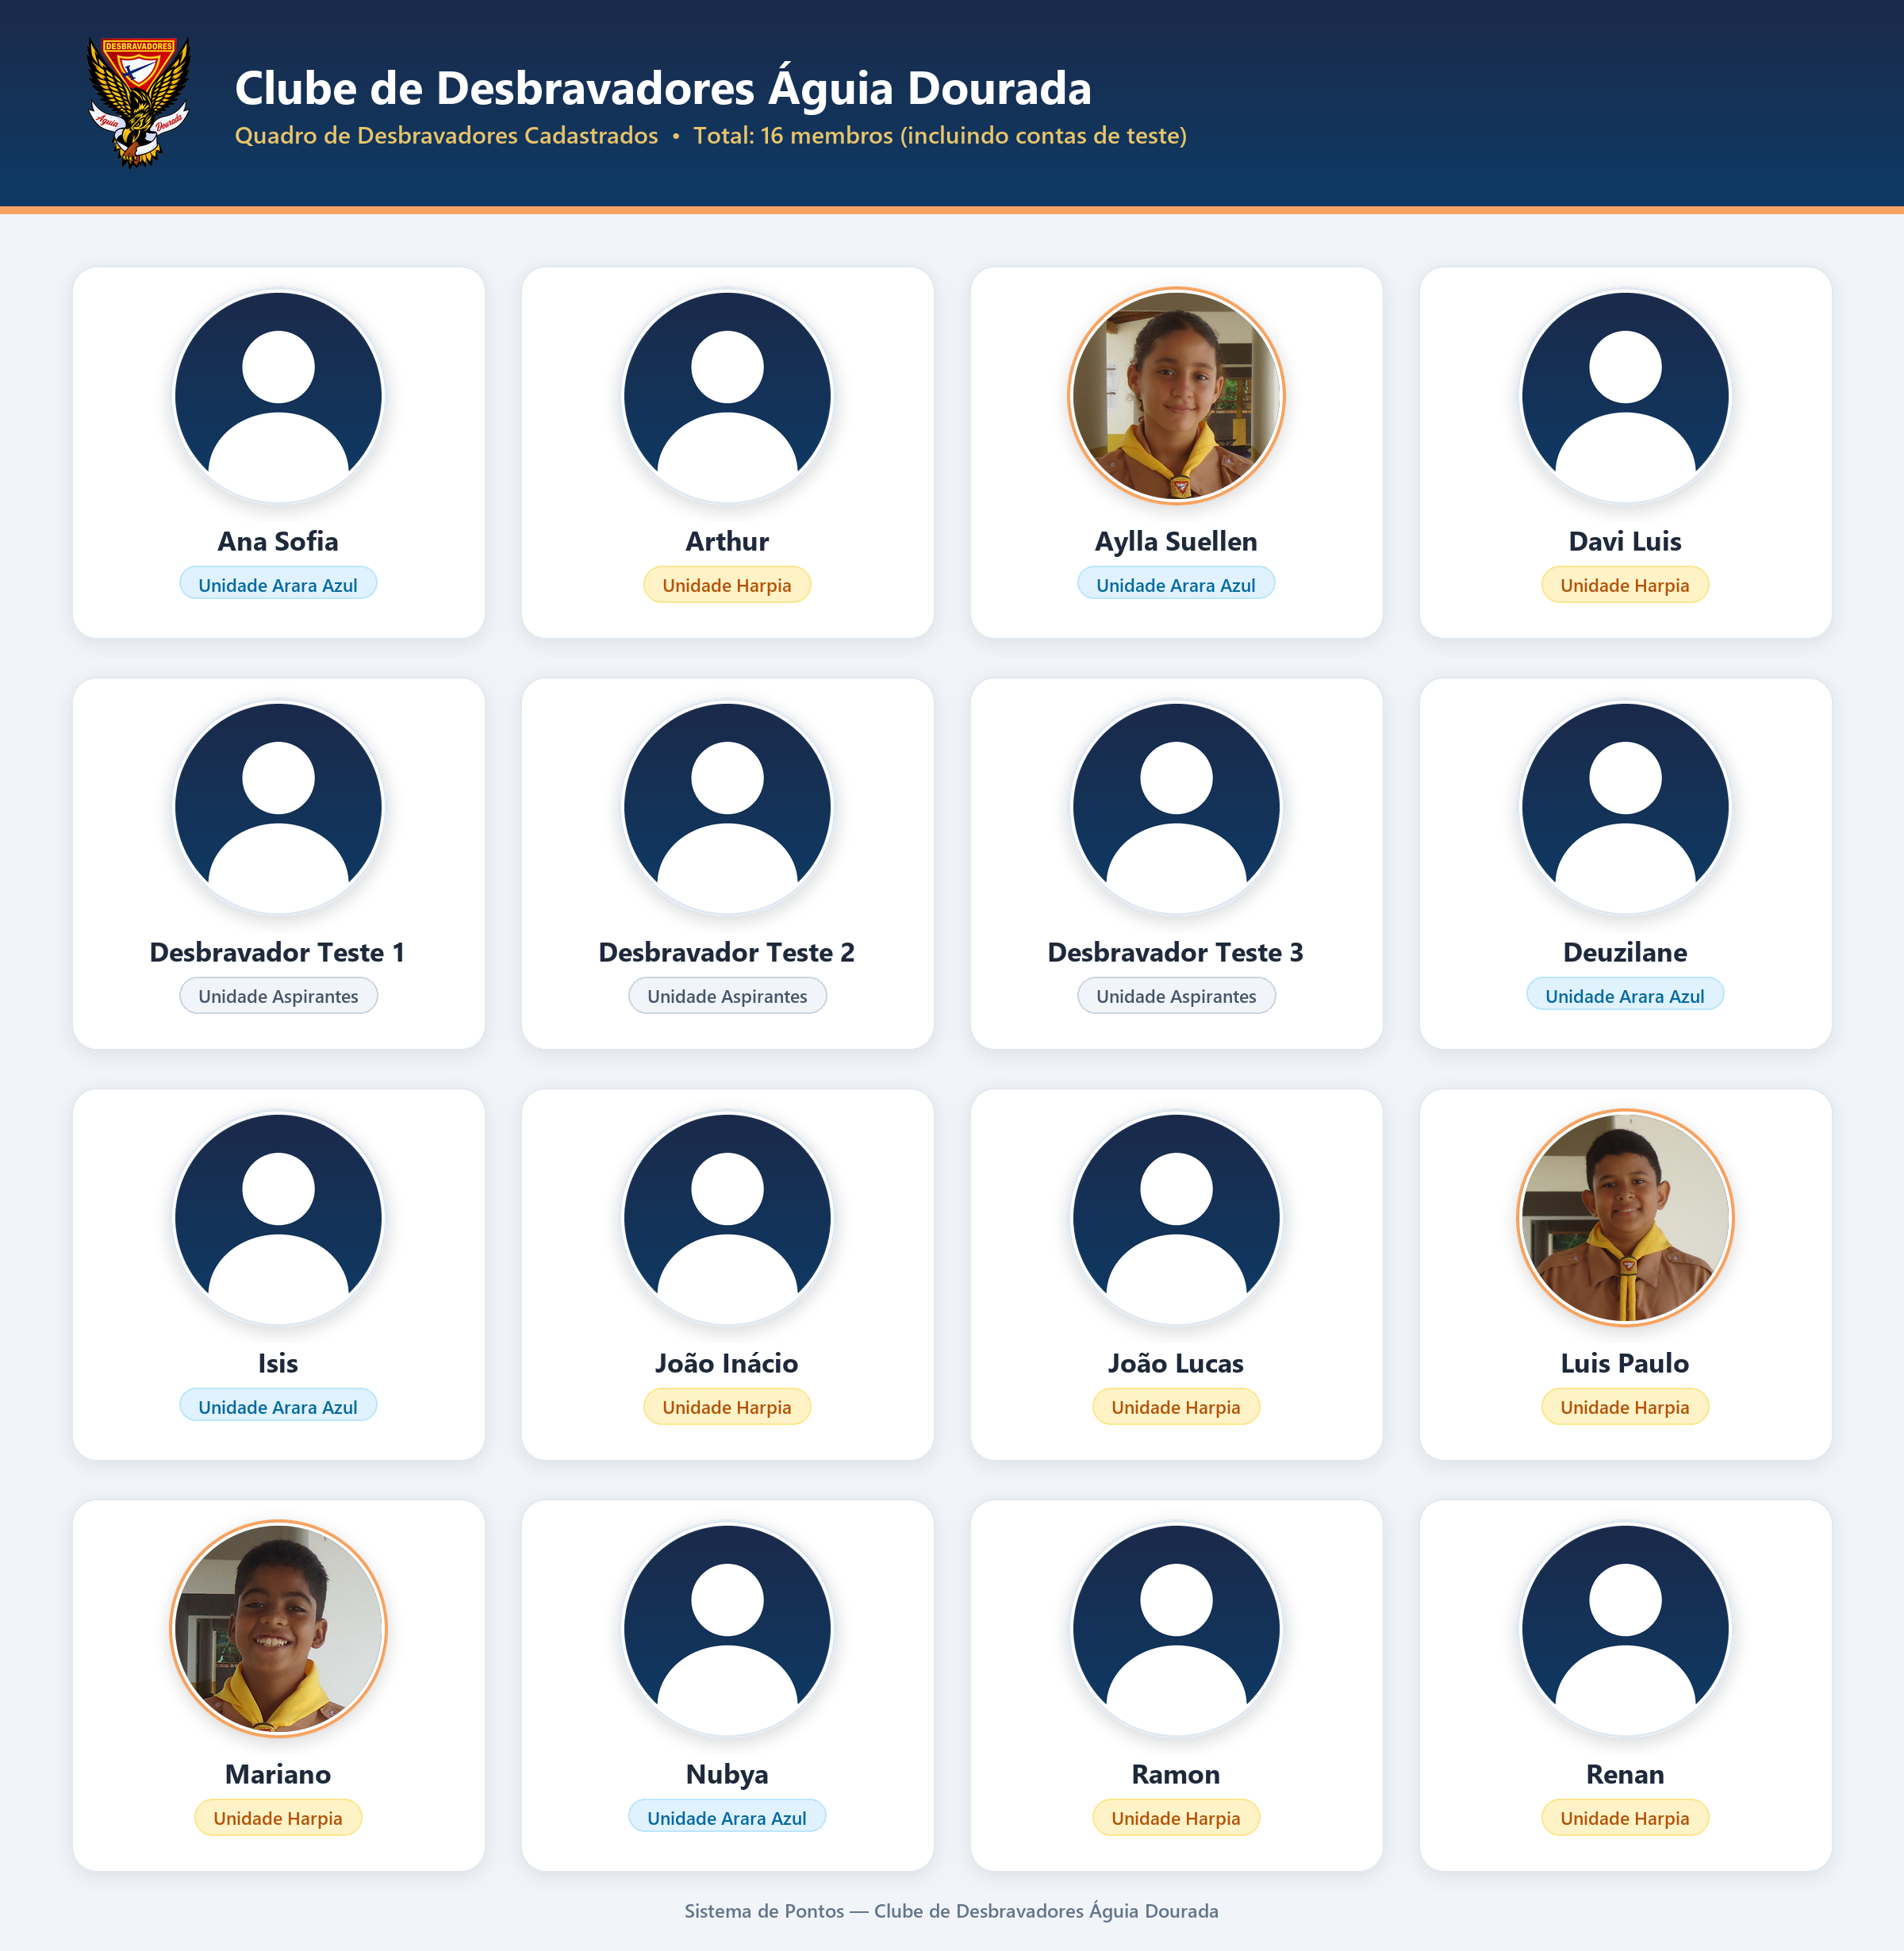 DESBRAVADORES
Águia Dourada
Clube de Desbravadores Águia Dourada
Quadro de Desbravadores Cadastrados • Total: 16 membros (incluindo contas de teste)
Ana Sofia
Unidade Arara Azul
Arthur
Unidade Harpia
Aylla Suellen
Unidade Arara Azul
Davi Luis
Unidade Harpia
Desbravador Teste 1
Unidade Aspirantes
Desbravador Teste 2
Unidade Aspirantes
Desbravador Teste 3
Unidade Aspirantes
Deuzilane
Unidade Arara Azul
Isis
Unidade Arara Azul
João Inácio
Unidade Harpia
João Lucas
Unidade Harpia
Luis Paulo
Unidade Harpia
Mariano
Unidade Harpia
Nubya
Unidade Arara Azul
Ramon
Unidade Harpia
Renan
Unidade Harpia
Sistema de Pontos — Clube de Desbravadores Águia Dourada